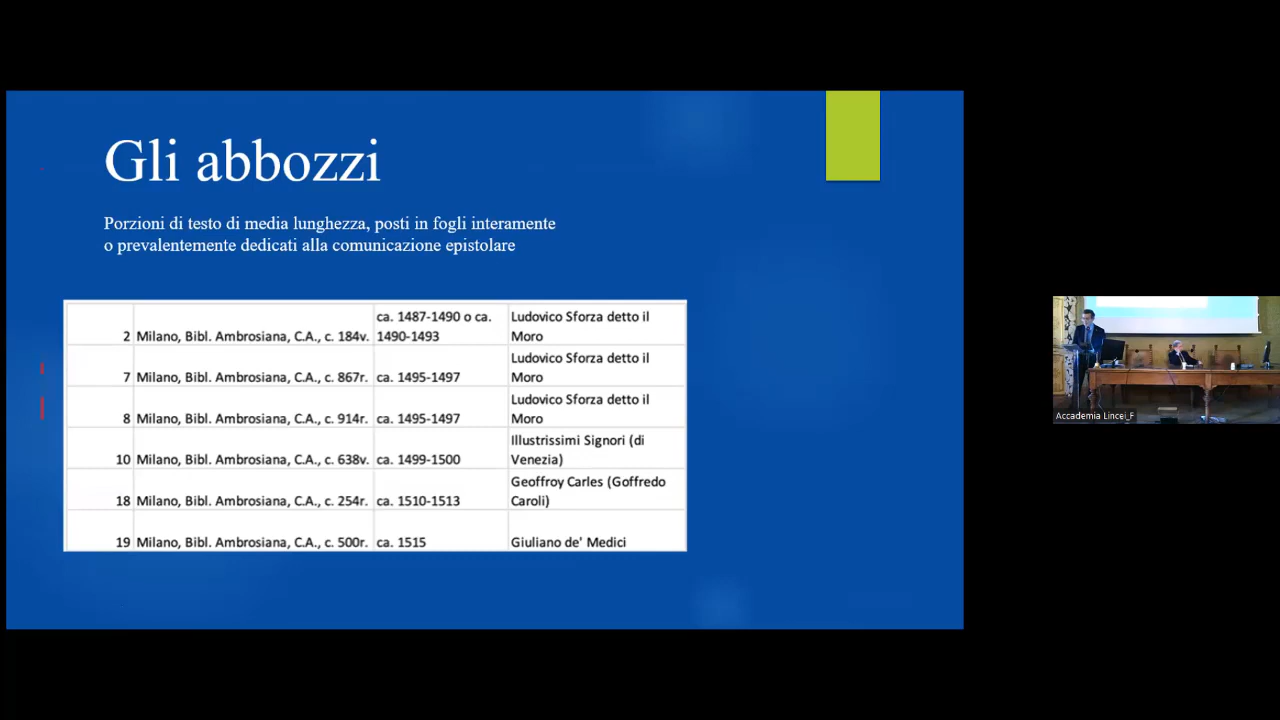 Gli abbozzi
Porzioni di testo di media lunghezza, posti in fogli interamente
o prevalentemente dedicati alla comunicazione epistolare
2 Milano, Bibl. Ambrosiana, C.A., c. 184v. ca. 1487-1490 o ca. 1490-1493 Ludovico Sforza detto il Moro
7 Milano, Bibl. Ambrosiana, C.A., c. 867r. ca. 1495-1497 Ludovico Sforza detto il Moro
8 Milano, Bibl. Ambrosiana, C.A., c. 914r. ca. 1495-1497 Ludovico Sforza detto il Moro
10 Milano, Bibl. Ambrosiana, C.A., c. 638v. ca. 1499-1500 Illustrissimi Signori (di Venezia)
18 Milano, Bibl. Ambrosiana, C.A., c. 254r. ca. 1510-1513 Geoffroy Carles (Goffredo Caroli)
19 Milano, Bibl. Ambrosiana, C.A., c. 500r. ca. 1515 Giuliano de' Medici
Accademia Lincei_F